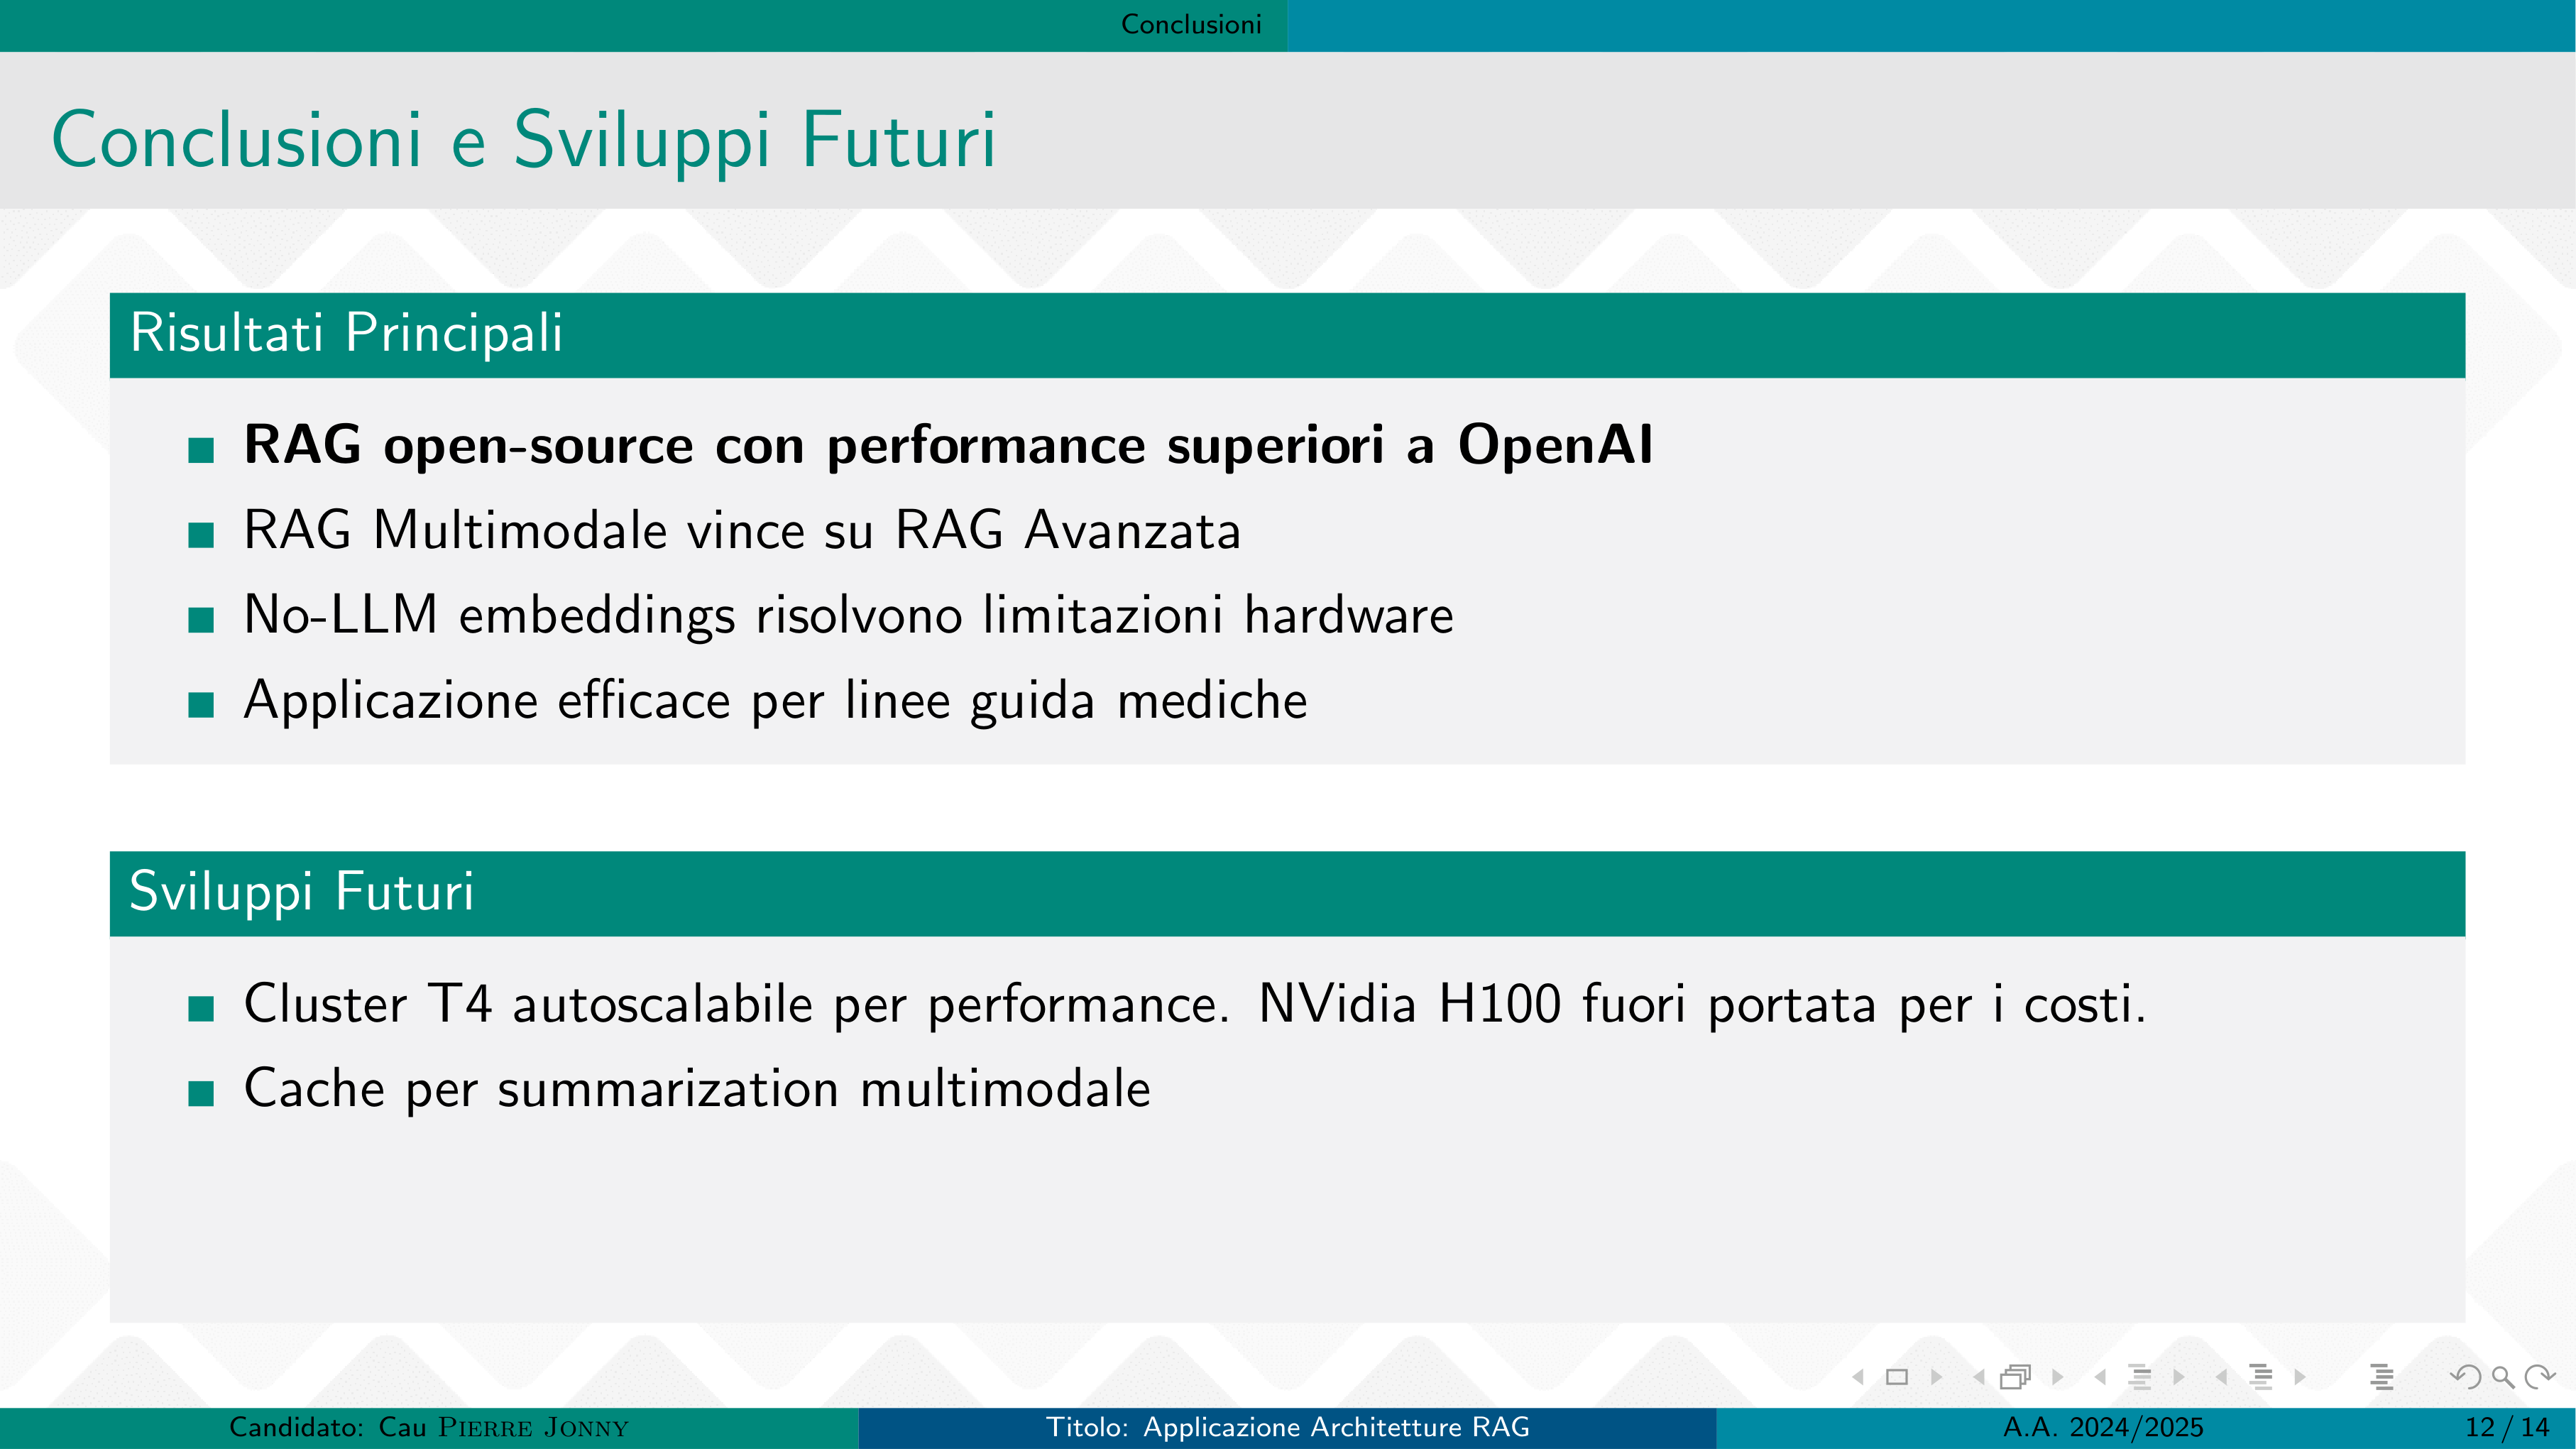 Conclusioni
Conclusioni e Sviluppi Futuri
Risultati Principali
RAG open-source con performance superiori a OpenAI
RAG Multimodale vince su RAG Avanzata
No-LLM embeddings risolvono limitazioni hardware
Applicazione efficace per linee guida mediche
Sviluppi Futuri
Cluster T4 autoscalabile per performance. NVidia H100 fuori portata per i costi.
Cache per summarization multimodale
Candidato: Cau Pierre Jonny Titolo: Applicazione Architetture RAG A.A. 2024/2025 12 / 14